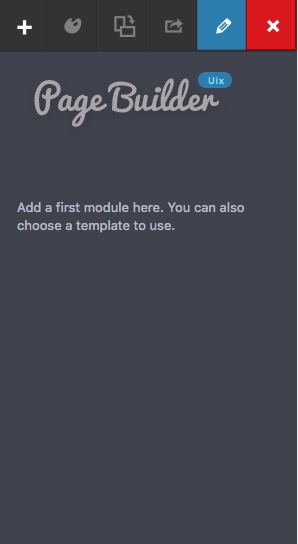 Uix
Page Builder
Add a first module here. You can also
choose a template to use.